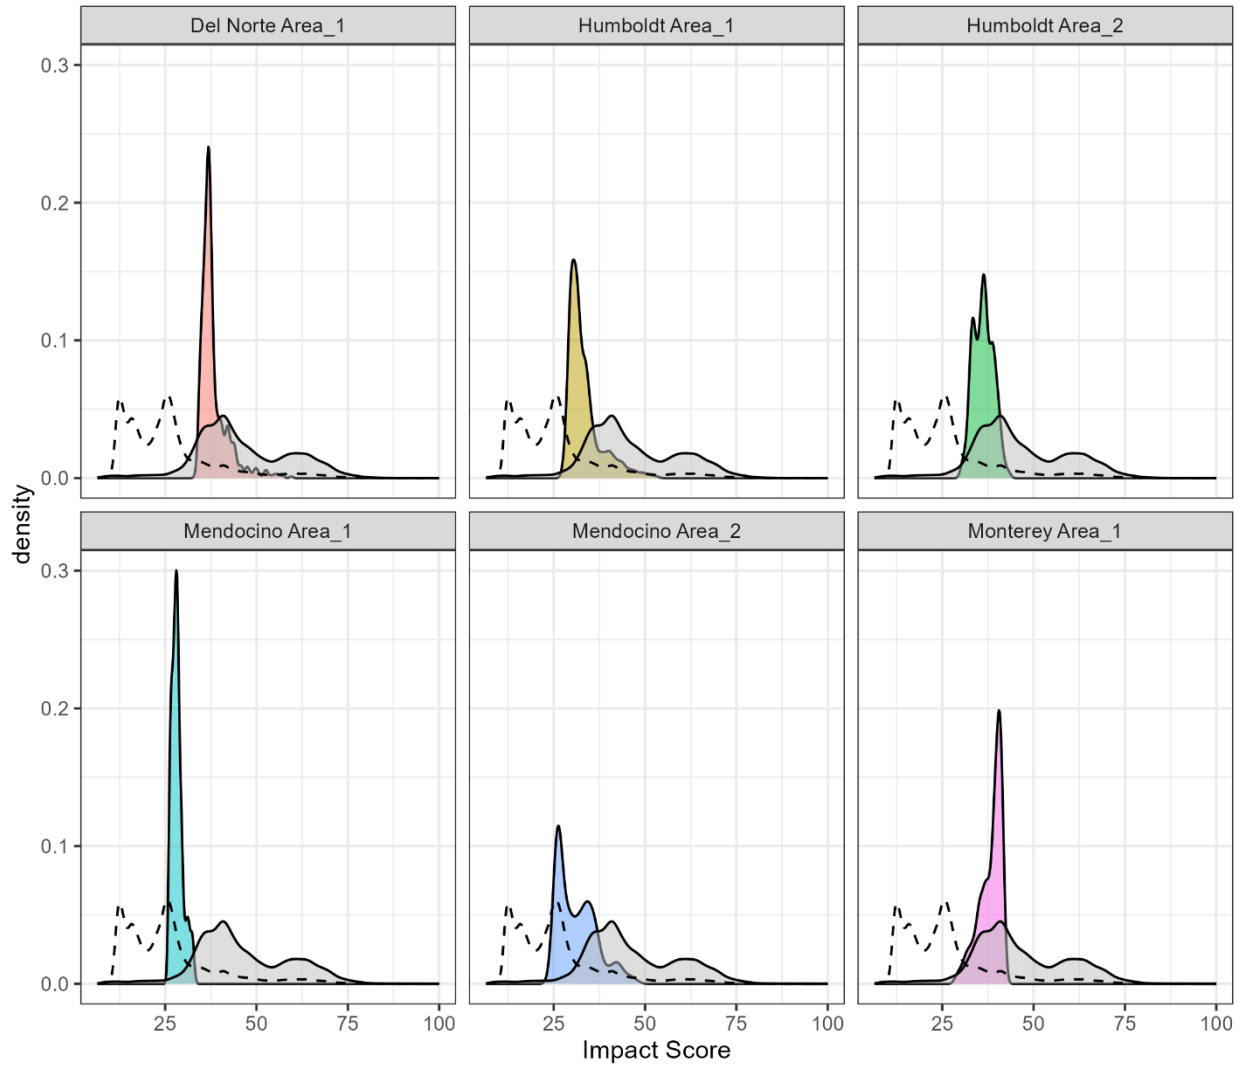 Del Norte Area_1
Humboldt Area_1
Humboldt Area_2
0.3
0.2
0.1
0.0
density
Mendocino Area_1
Mendocino Area_2
Monterey Area_1
0.3
0.2
0.1
0.0
25 50 75 100 25 50 75 100 25 50 75 100
Impact Score